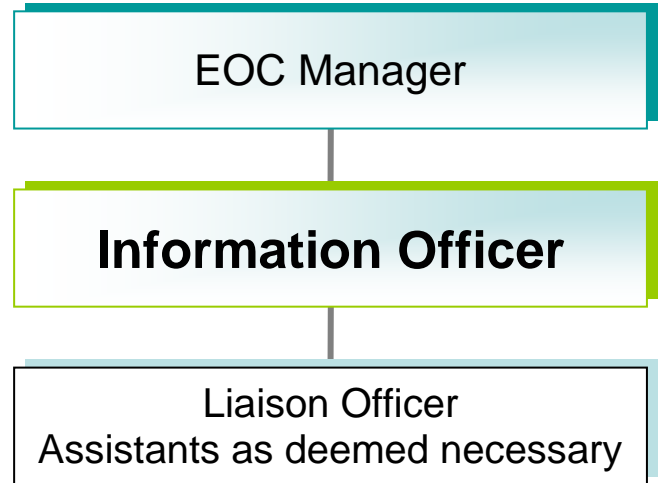 EOC Manager
Information Officer
Liaison Officer
Assistants as deemed necessary